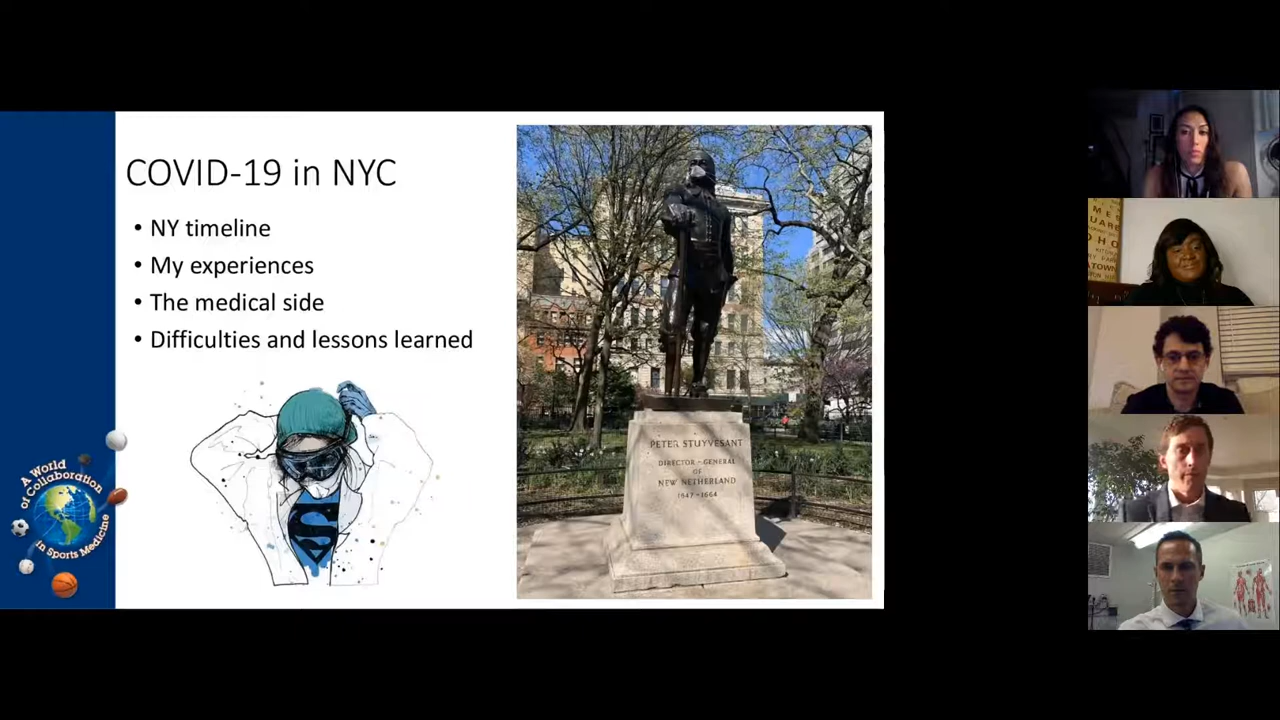 COVID-19 in NYC
• NY timeline
• My experiences
• The medical side
• Difficulties and lessons learned
A World
of Collaboration
in Sports Medicine
S
PETER STUYVESANT
DIRECTOR-GENERAL
OF
NEW NETHERLAND
1647-1664